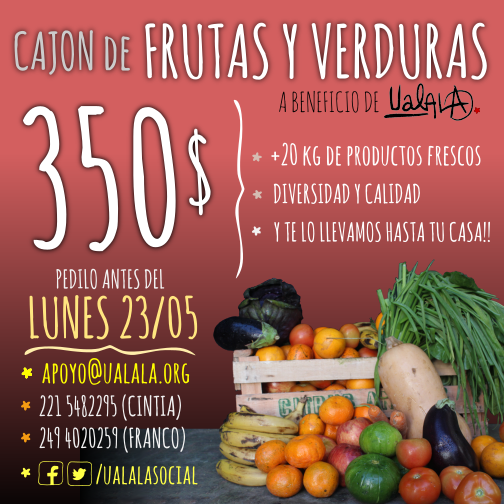 CAJON DE FRUTAS Y VERDURAS
A BENEFICIO DE UALALA
350$
+20 KG DE PRODUCTOS FRESCOS
DIVERSIDAD Y CALIDAD
Y TE LO LLEVAMOS HASTA TU CASA!!
PEDILO ANTES DEL
LUNES 23/05
APOYO@UALALA.ORG
221 5482295 (CINTIA)
249 4020259 (FRANCO)
/UALALASOCIAL